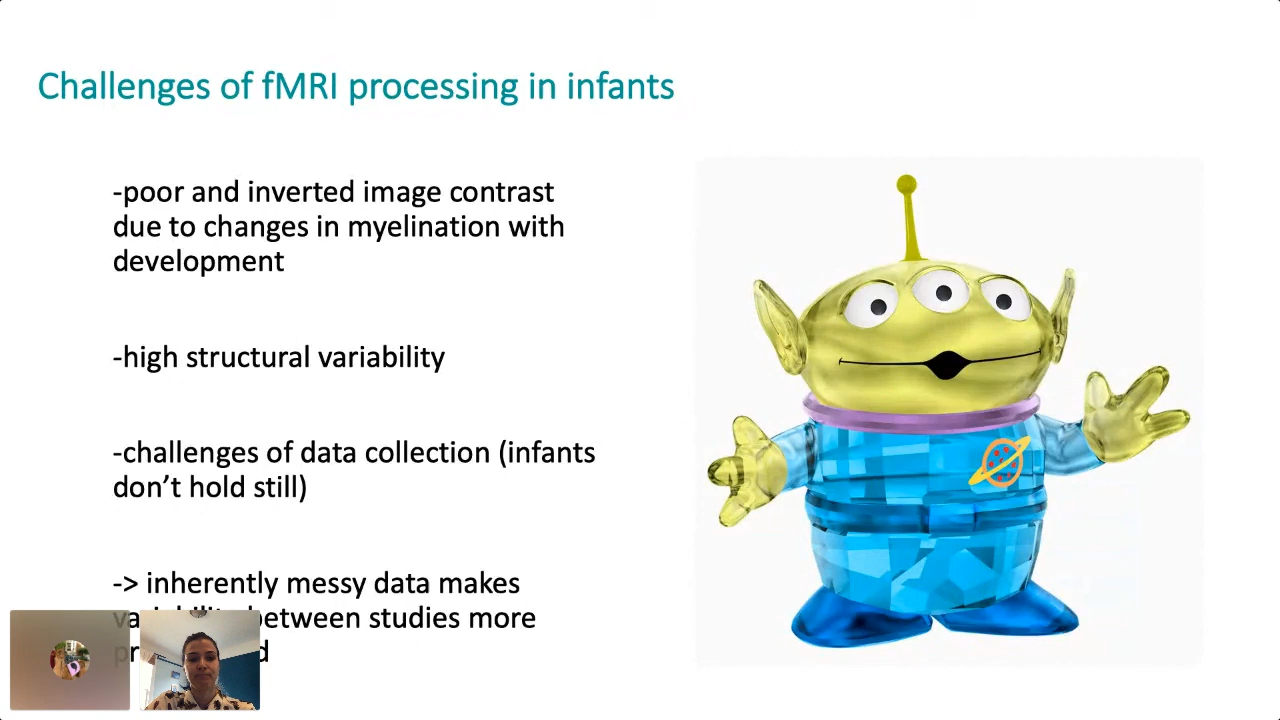 Challenges of fMRI processing in infants
-poor and inverted image contrast
due to changes in myelination with
development
-high structural variability
-challenges of data collection (infants
don’t hold still)
-> inherently messy data makes
between studies more